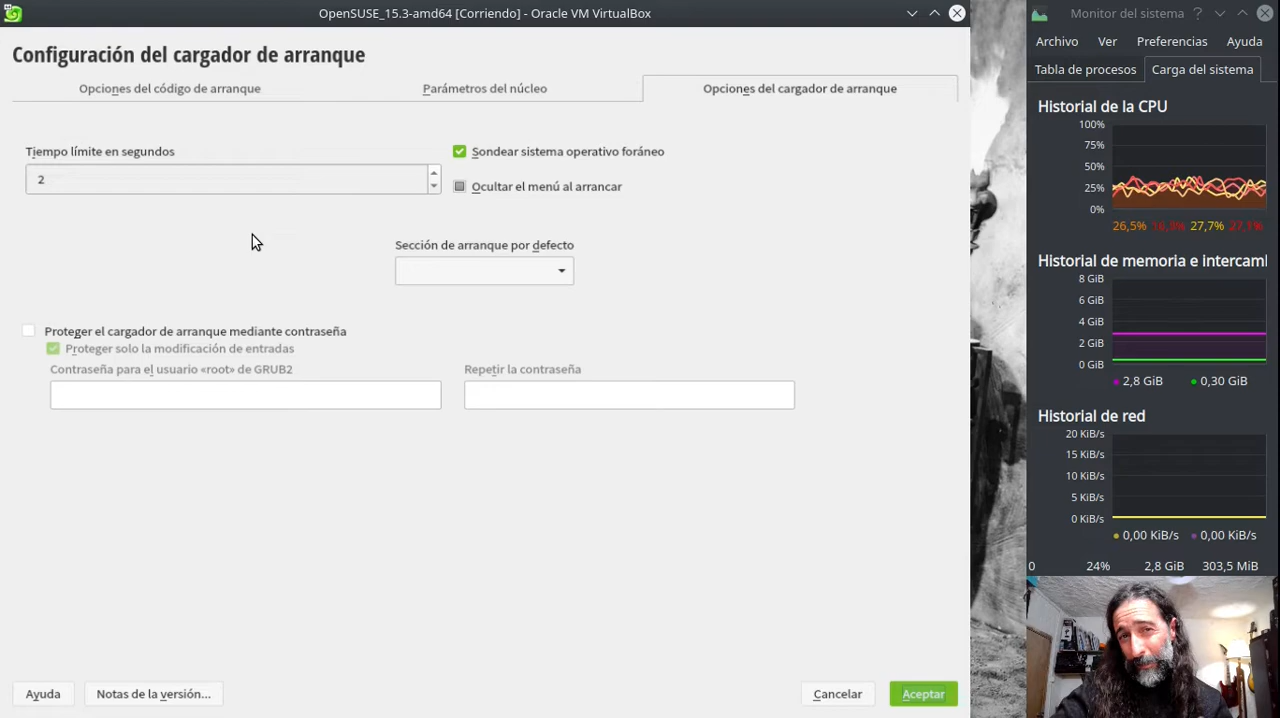 OpenSUSE_15.3-amd64 [Corriendo] - Oracle VM VirtualBox
Configuración del cargador de arranque
Opciones del código de arranque
Parámetros del núcleo
Opciones del cargador de arranque
Tiempo límite en segundos
2
Sondear sistema operativo foráneo
Ocultar el menú al arrancar
Sección de arranque por defecto
Proteger el cargador de arranque mediante contraseña
Proteger solo la modificación de entradas
Contraseña para el usuario «root» de GRUB2
Repetir la contraseña
Ayuda
Notas de la versión...
Cancelar
Aceptar
Monitor del sistema ?
Archivo Ver Preferencias Ayuda
Tabla de procesos Carga del sistema
Historial de la CPU
100%
75%
50%
25%
0%
26,5% 27,7% 27,1%
Historial de memoria e intercaml
8 GiB
6 GiB
4 GiB
2 GiB
0 GiB
2,8 GiB 0,30 GiB
Historial de red
20 KiB/s
15 KiB/s
10 KiB/s
5 KiB/s
0 KiB/s
0,00 KiB/s 0,00 KiB/s
0 24% 2,8 GiB 303,5 MiB